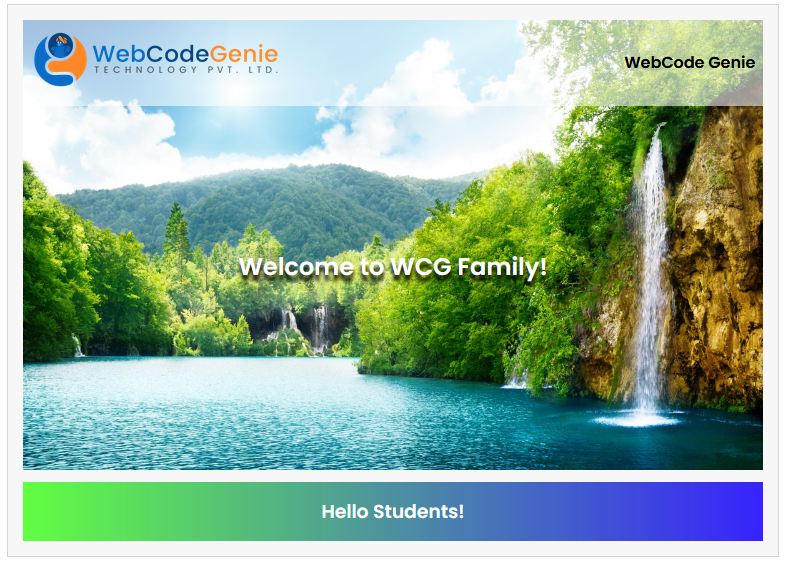 WebCodeGenie
TECHNOLOGY PVT. LTD.
WebCode Genie
Welcome to WCG Family!
Hello Students!